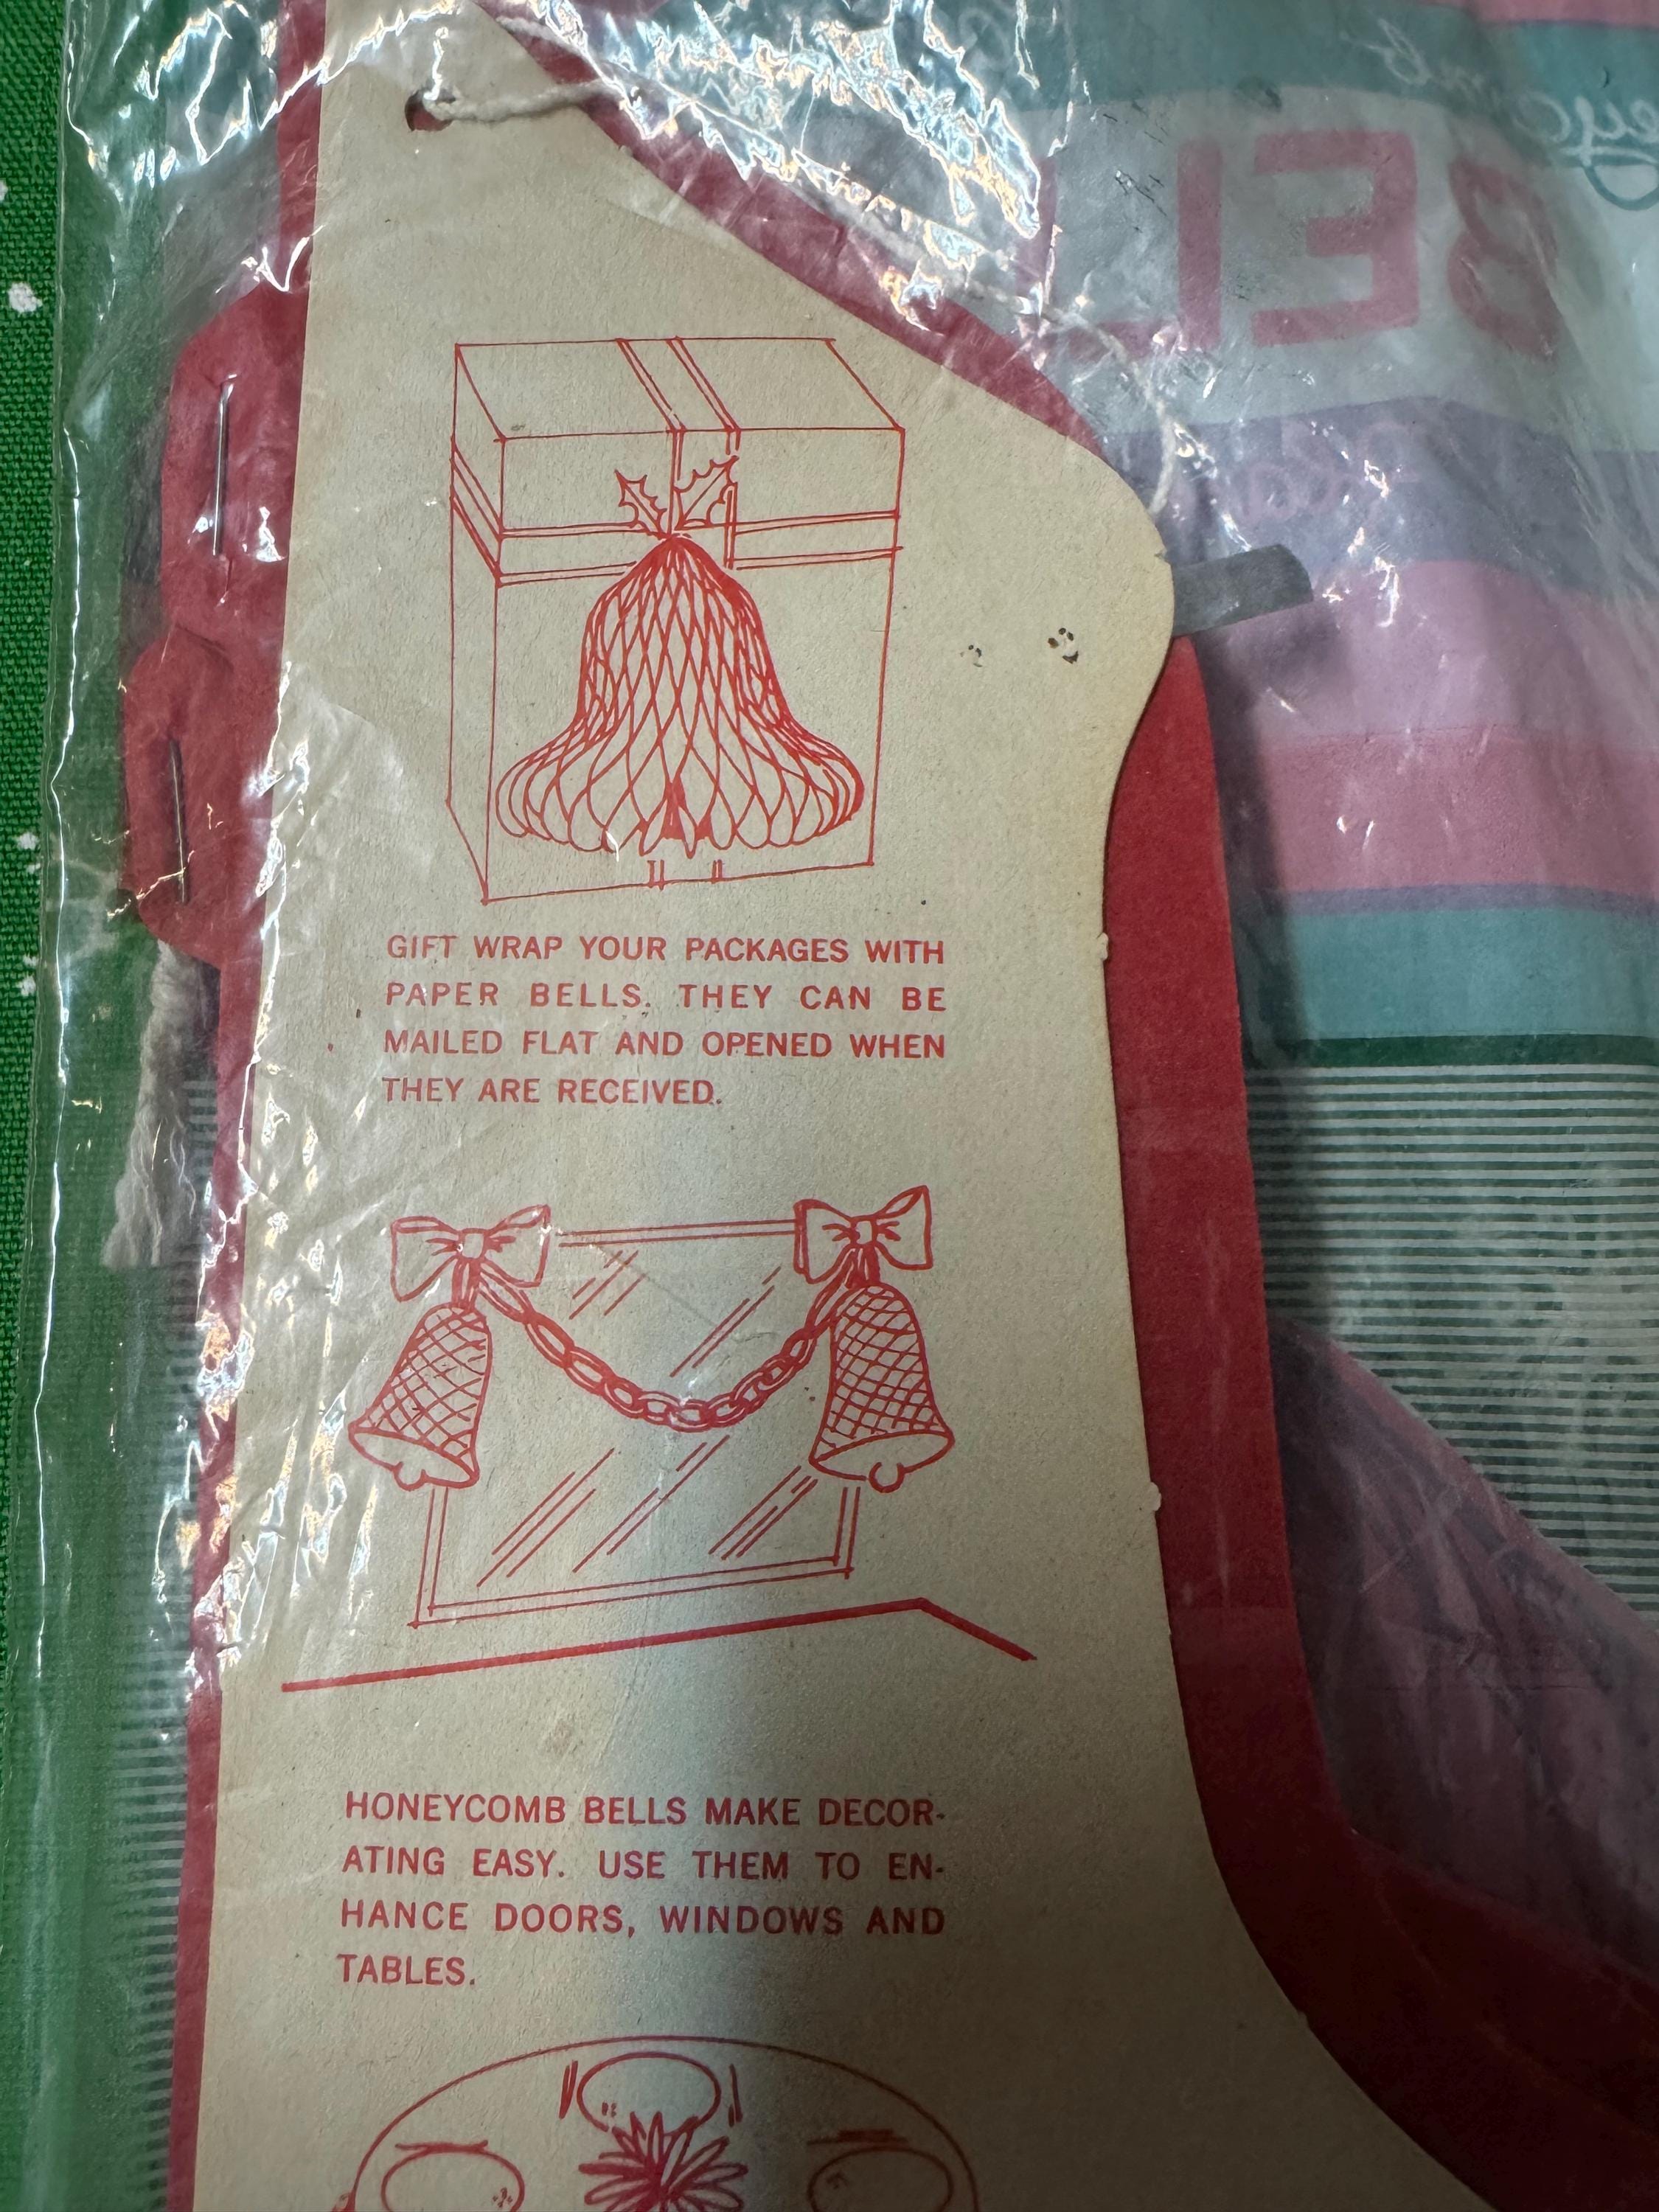 BELL
GIFT WRAP YOUR PACKAGES WITH
PAPER BELLS. THEY CAN BE
MAILED FLAT AND OPENED WHEN
THEY ARE RECEIVED.
HONEYCOMB BELLS MAKE DECOR-
ATING EASY. USE THEM TO EN-
HANCE DOORS, WINDOWS AND
TABLES.